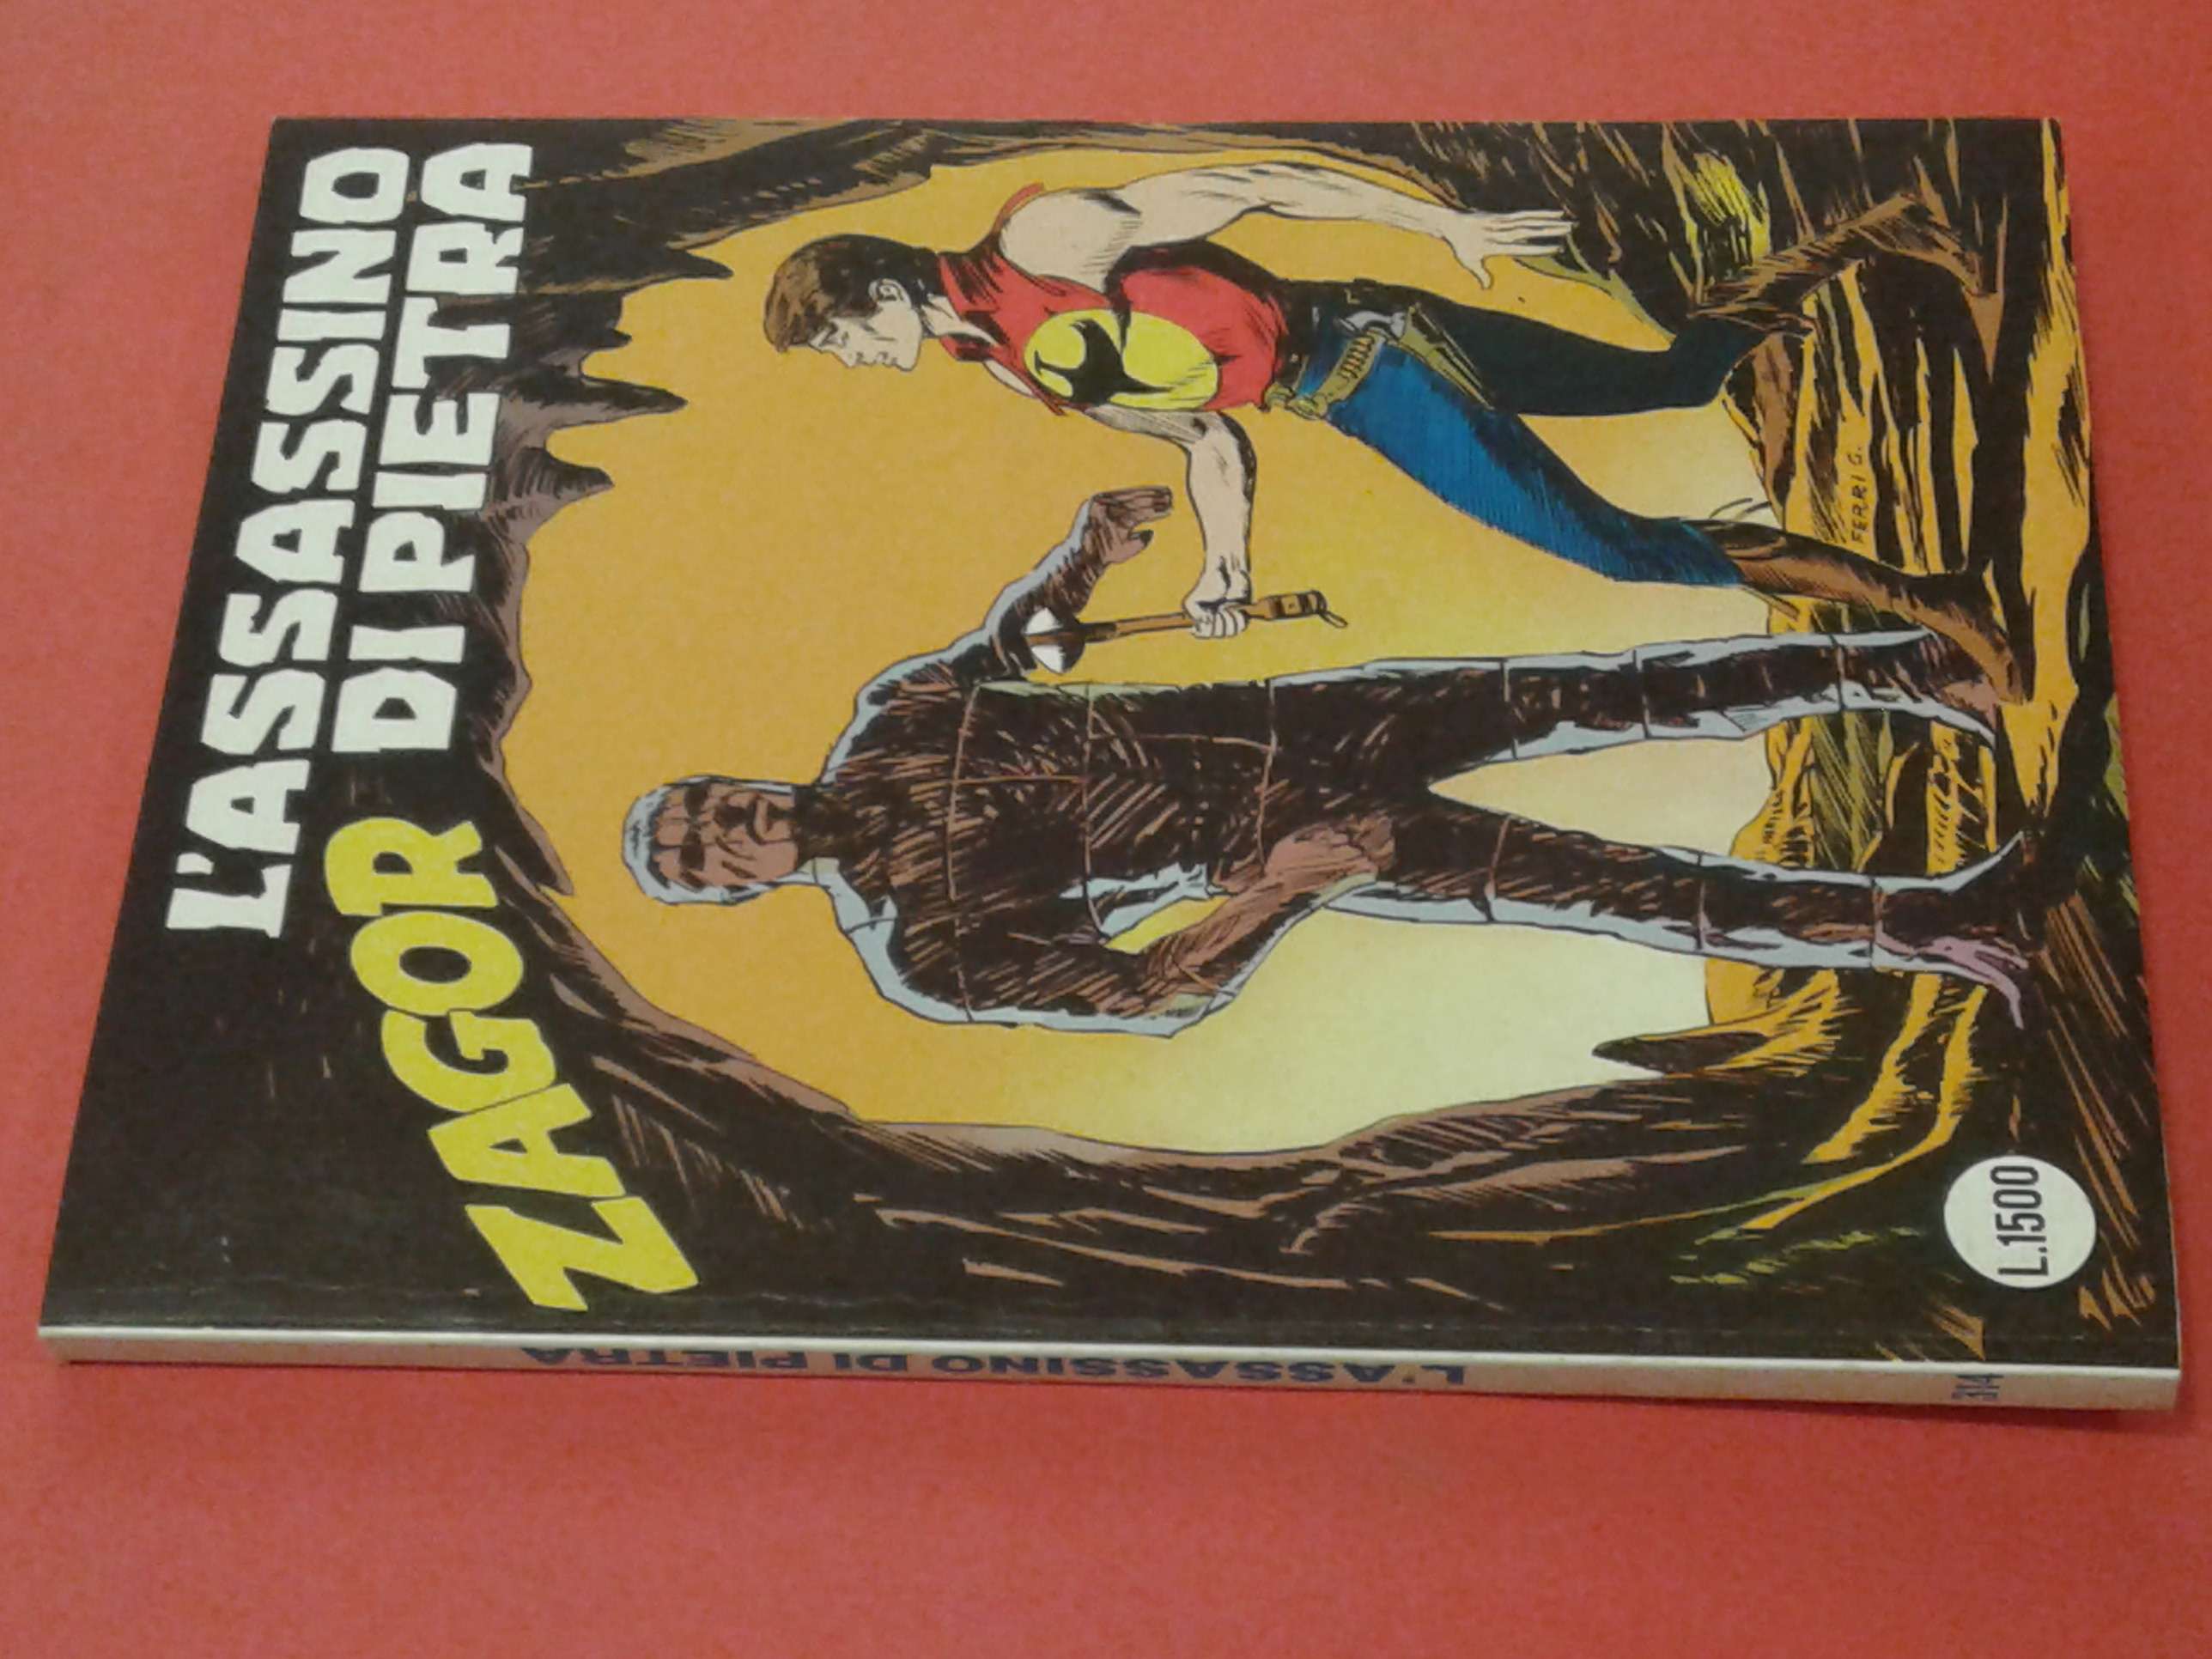 L'ASSASSINO
DI PIETRA
ZAGOR
FERRI G.
L.1500
L'ASSASSINO DI PIETRA
314